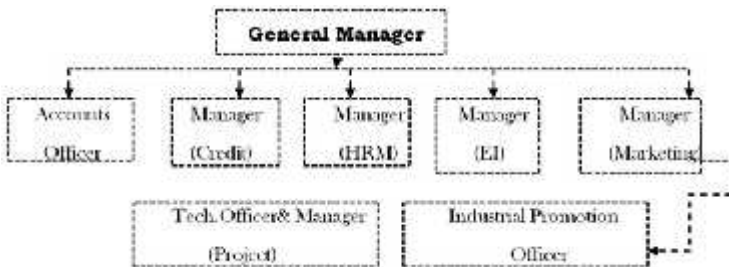 General Manager
Accounts
Officer
Manager
(Credit)
Manager
(HRM)
Manager
(EI)
Manager
(Marketing
Tech. Officer& Manager
(Project)
Industrial Promotion
Officer